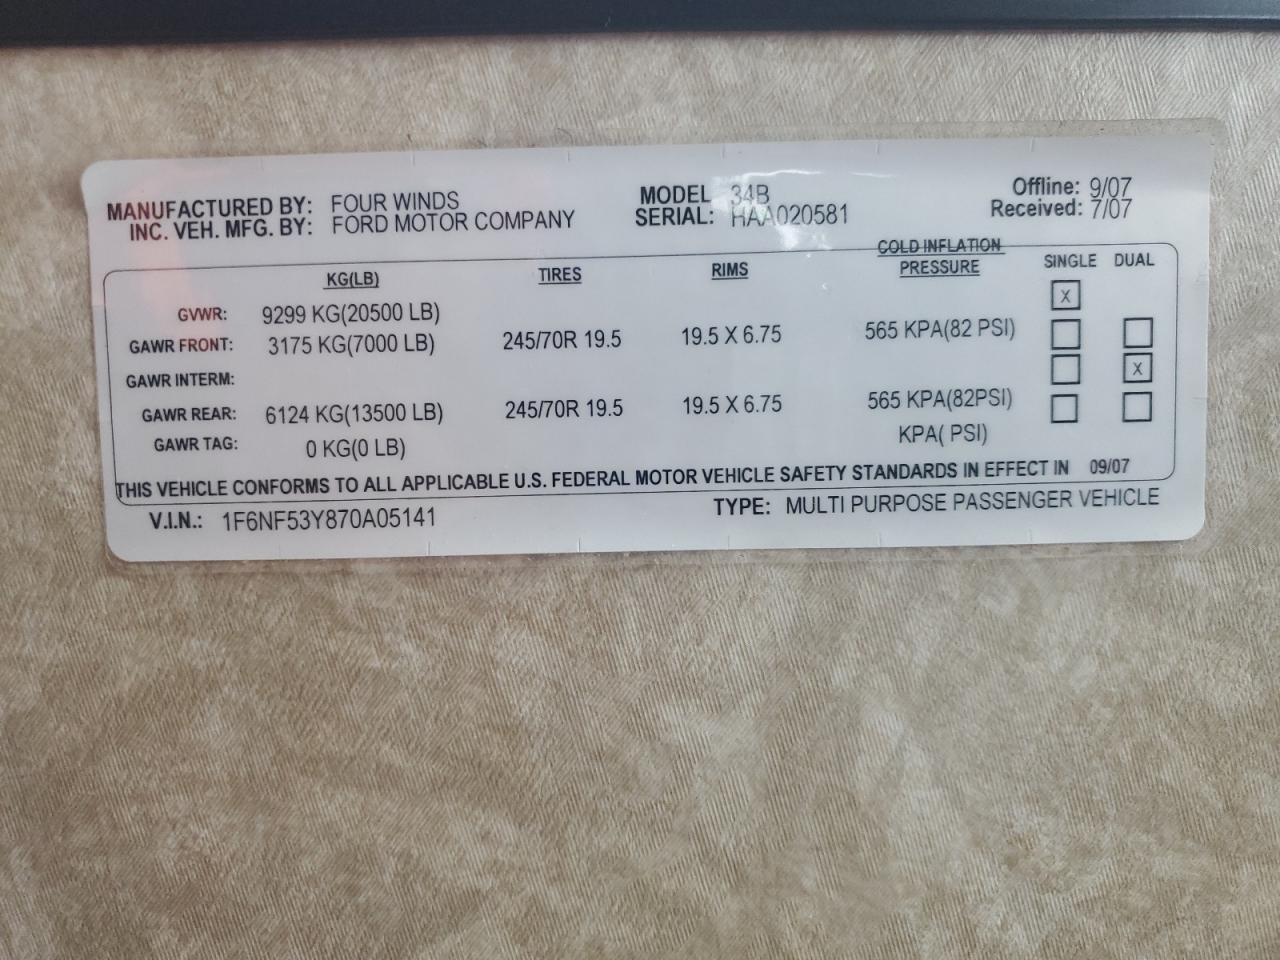 MANUFACTURED BY: FOUR WINDS MODEL 34B Offline: 9/07
INC. VEH. MFG. BY: FORD MOTOR COMPANY SERIAL: HAA020581 Received: 7/07
KG(LB) TIRES RIMS COLD INFLATION PRESSURE SINGLE DUAL
GVWR: 9299 KG(20500 LB) X
GAWR FRONT: 3175 KG(7000 LB) 245/70R 19.5 19.5 X 6.75 565 KPA(82 PSI)
GAWR INTERM: X
GAWR REAR: 6124 KG(13500 LB) 245/70R 19.5 19.5 X 6.75 565 KPA(82PSI)
GAWR TAG: 0 KG(0 LB) KPA( PSI)
THIS VEHICLE CONFORMS TO ALL APPLICABLE U.S. FEDERAL MOTOR VEHICLE SAFETY STANDARDS IN EFFECT IN 09/07
V.I.N.: 1F6NF53Y870A05141 TYPE: MULTI PURPOSE PASSENGER VEHICLE